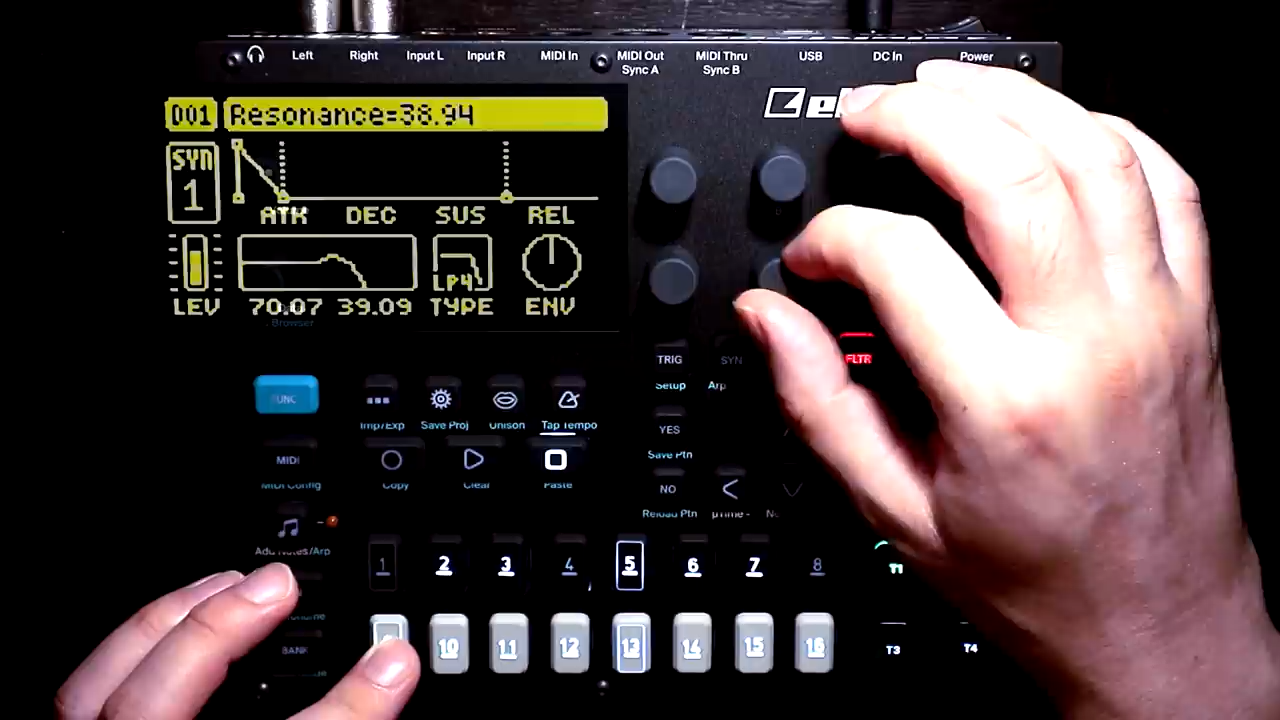 Left Right Input L Input R MIDI In MIDI Out MIDI Thru USB DC In Power
Sync A Sync B
D01 Resonance=38.94
SYN
1
ATK DEC SUS REL
LP4
LEV 70.07 39.09 TYPE ENV
Browser
TRIG SYN FLTR
Setup Arp
FUNC
Imp/Exp Save Proj Unison Tap Tempo
YES
Save Ptn
MIDI
MIDI Config Copy Clear Paste
NO
Reload Ptn µTime -
Add Notes/Arp
1 2 3 4 5 6 7 8 T1
10 11 12 13 14 15 16
BANK T3 T4